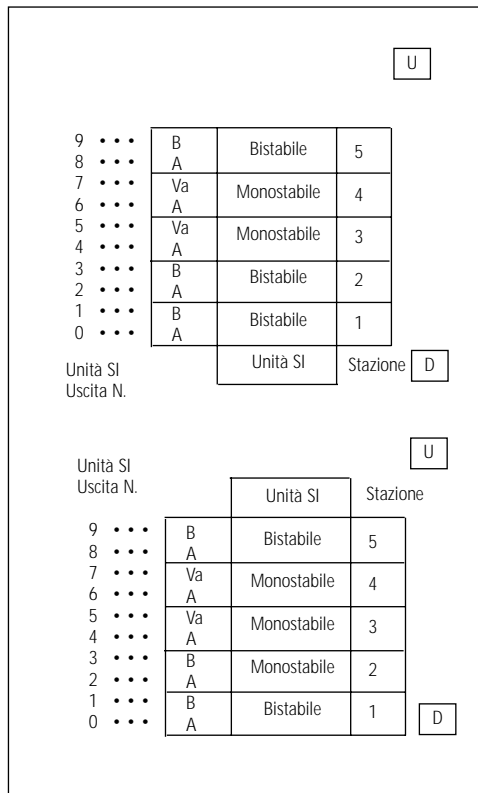 U
9 • • • B Bistabile 5
8 • • • A
7 • • • Va Monostabile 4
6 • • • A
5 • • • Va Monostabile 3
4 • • • A
3 • • • B Bistabile 2
2 • • • A
1 • • • B Bistabile 1
0 • • • A
Unità SI Unità SI Stazione D
Uscita N.
U
Unità SI
Uscita N. Unità SI Stazione
9 • • • B Bistabile 5
8 • • • A
7 • • • Va Monostabile 4
6 • • • A
5 • • • Va Monostabile 3
4 • • • A
3 • • • B Monostabile 2
2 • • • A
1 • • • B Bistabile 1 D
0 • • • A